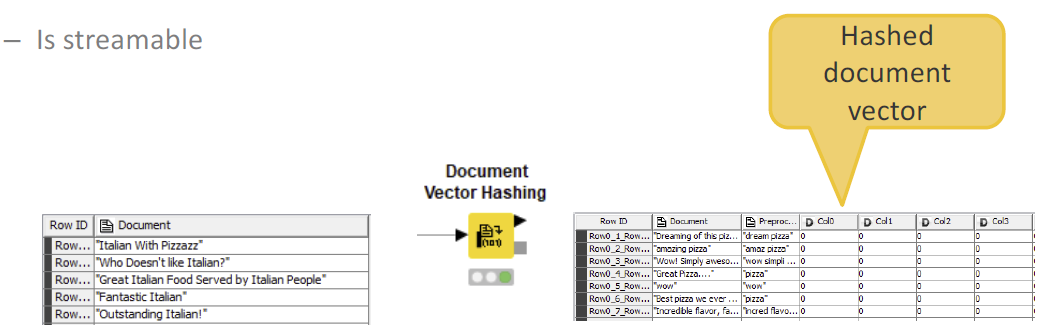 – Is streamable
Hashed
document
vector
Document
Vector Hashing
Row ID Document
Row... "Italian With Pizzazz"
Row... "Who Doesn't like Italian?"
Row... "Great Italian Food Served by Italian People"
Row... "Fantastic Italian"
Row... "Outstanding Italian!"
Row ID Document Preproc... D Col0 D Col1 D Col2 D Col3
Row0_1_Row... "Dreaming of this piz... "dream pizza" 0 0 0 0
Row0_2_Row... "amazing pizza" "amaz pizza" 0 0 0 0
Row0_3_Row... "Wow! Simply aweso... "wow simpli ... 0 0 0 0
Row0_4_Row... "Great Pizza...." "pizza" 0 0 0 0
Row0_5_Row... "wow" "wow" 0 0 0 0
Row0_6_Row... "Best pizza we ever ... "pizza" 0 0 0 0
Row0_7_Row... "Incredible flavor, fa... "incred flavo... 0 0 0 0